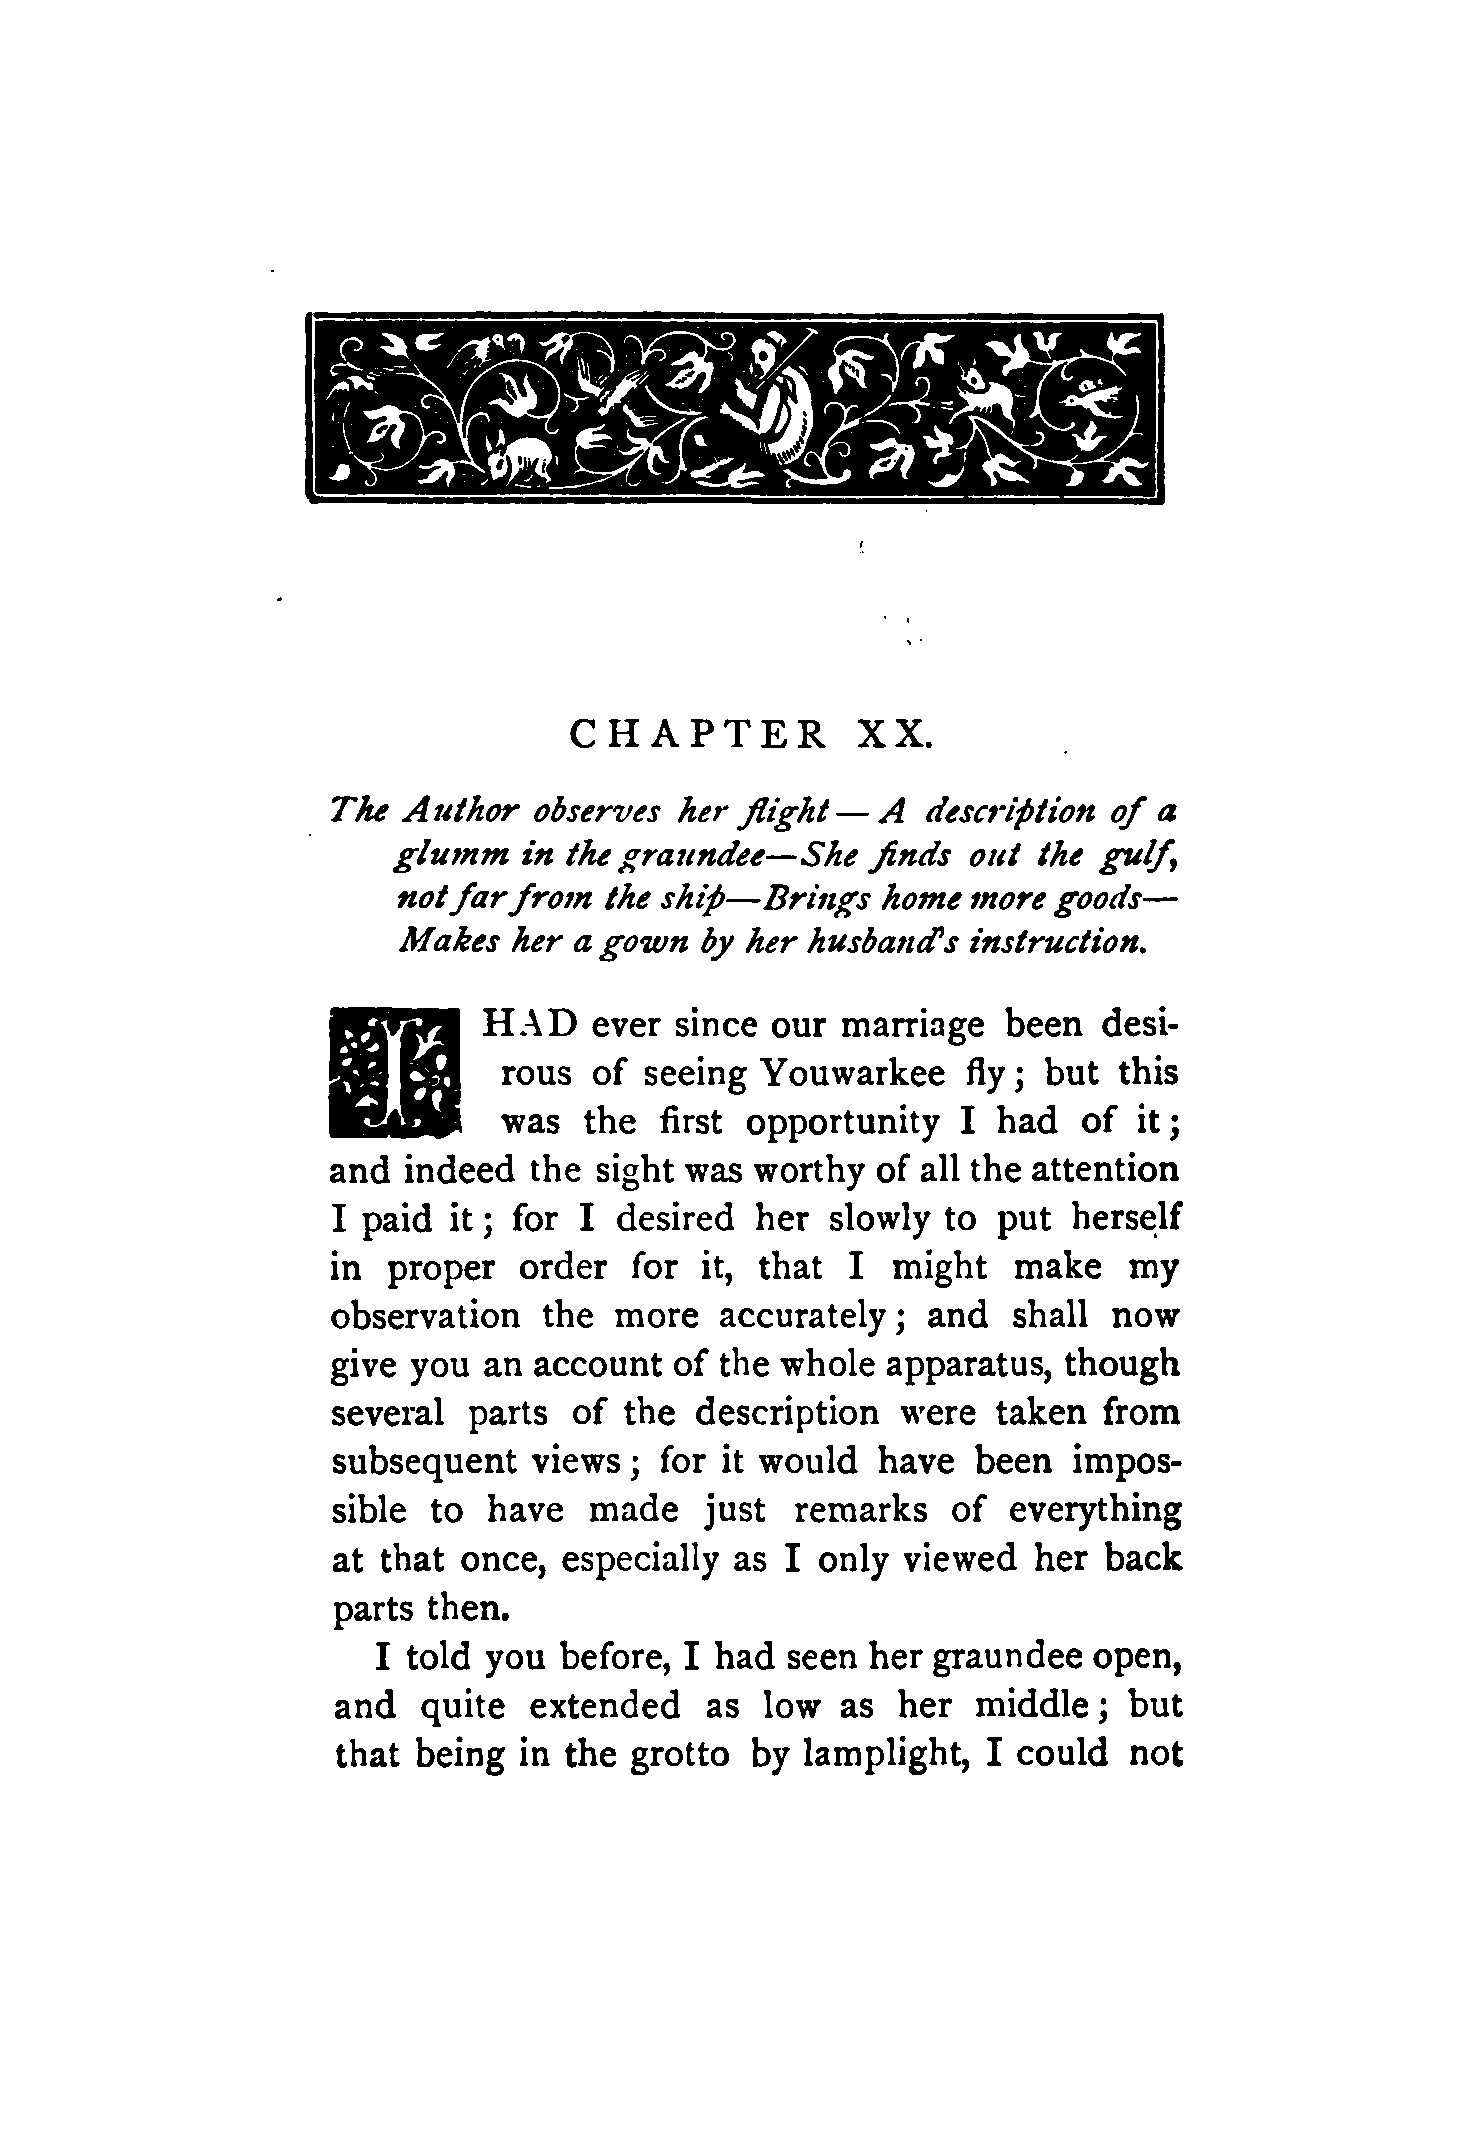 CHAPTER XX.
The Author observes her flight — A description of a
glumm in the graundee—She finds out the gulf,
not far from the ship—Brings home more goods—
Makes her a gown by her husband's instruction.
I HAD ever since our marriage been desi-
rous of seeing Youwarkee fly; but this
was the first opportunity I had of it;
and indeed the sight was worthy of all the attention
I paid it; for I desired her slowly to put herself
in proper order for it, that I might make my
observation the more accurately; and shall now
give you an account of the whole apparatus, though
several parts of the description were taken from
subsequent views; for it would have been impos-
sible to have made just remarks of everything
at that once, especially as I only viewed her back
parts then.
I told you before, I had seen her graundee open,
and quite extended as low as her middle; but
that being in the grotto by lamplight, I could not